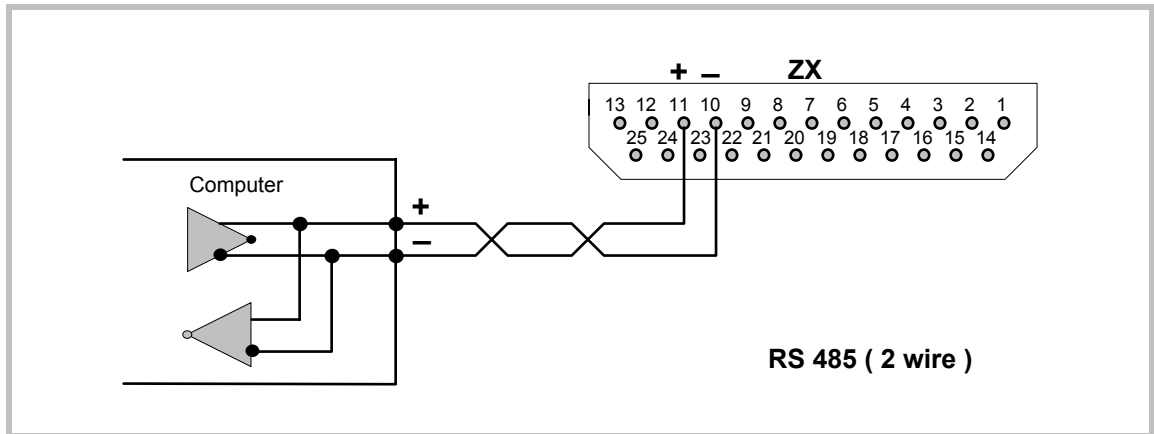 + – ZX
13 12 11 10 9 8 7 6 5 4 3 2 1
25 24 23 22 21 20 19 18 17 16 15 14
Computer
+
–
RS 485 ( 2 wire )